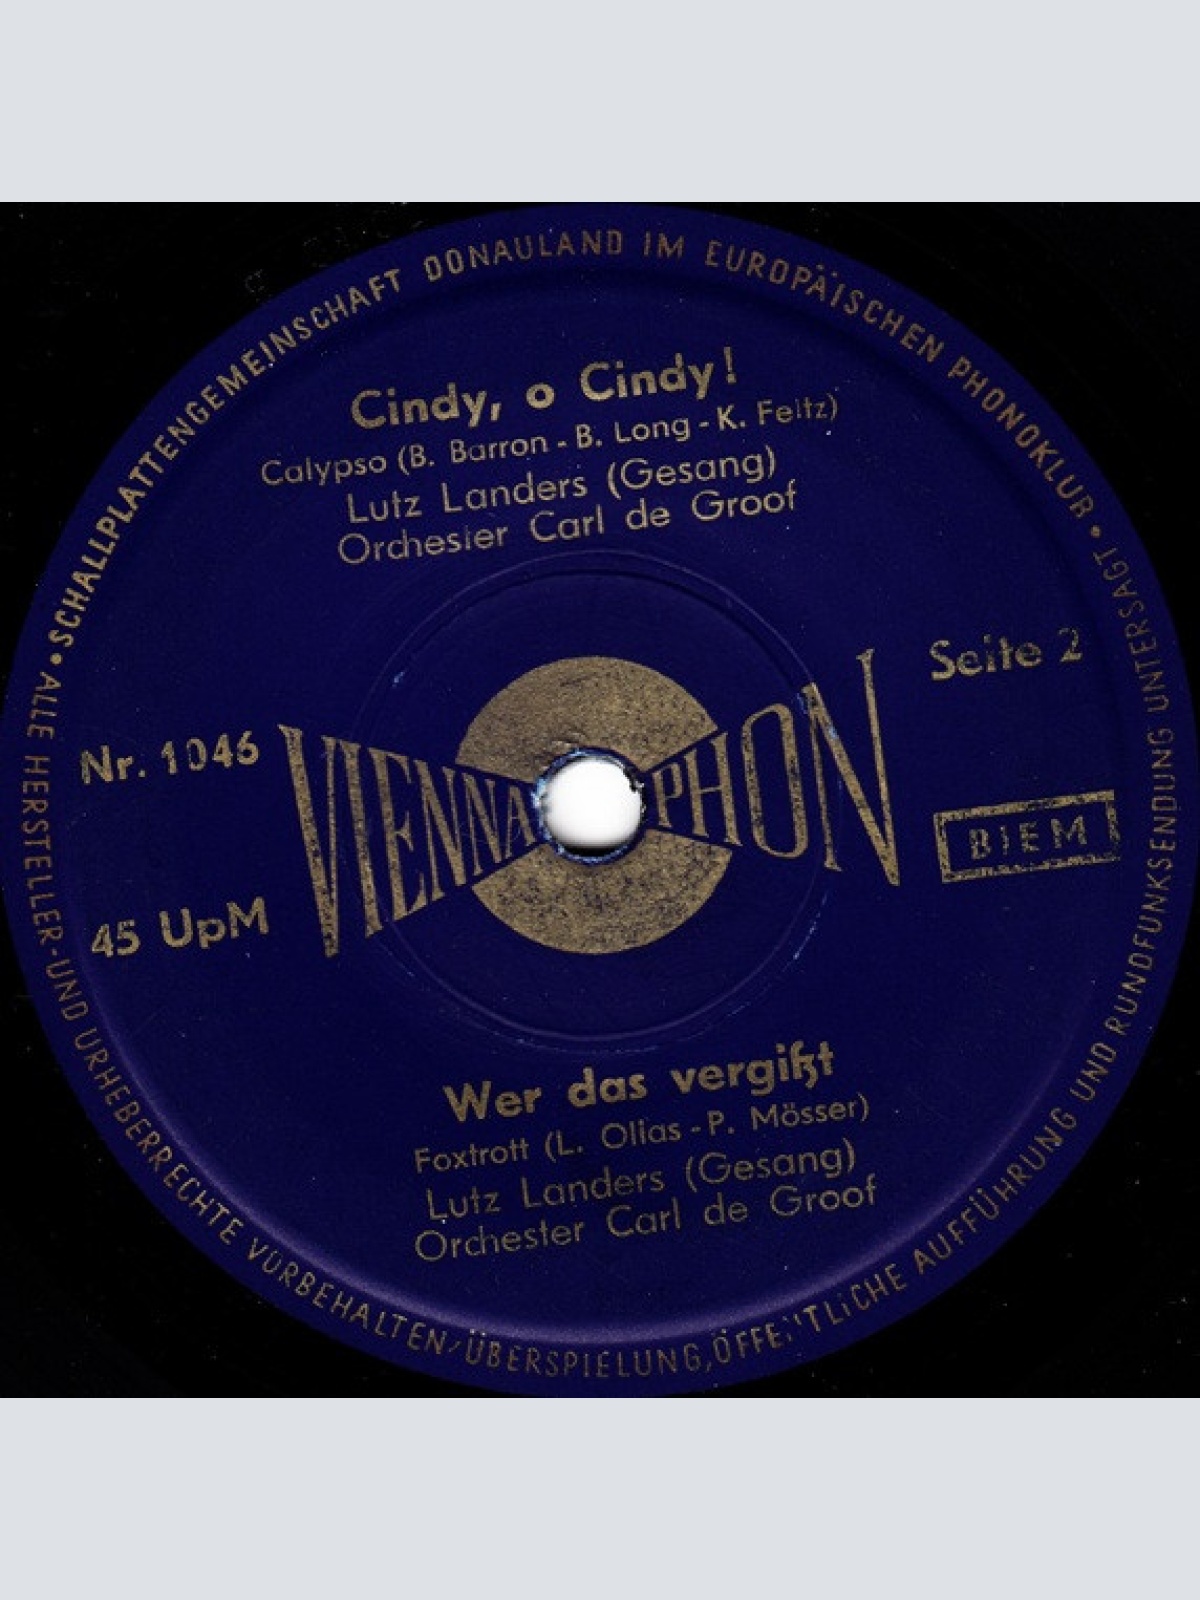 • SCHALLPLATTENGEMEINSCHAFT DONAULAND IM EUROPÄISCHEN PHONOKLUB •
Cindy, o Cindy!
Calypso (B. Barron - B. Long - K. Feltz)
Lutz Landers (Gesang)
Orchester Carl de Groof
Seite 2
Nr. 1046
VIENNAPHON
BIEM
45 UpM
Wer das vergißt
Foxtrott (L. Olias - P. Mösser)
Lutz Landers (Gesang)
Orchester Carl de Groof
ALLE HERSTELLER-UND URHEBERRECHTE VORBEHALTEN/ÜBERSPIELUNG, ÖFFENTLICHE AUFFÜHRUNG UND RUNDFUNKSENDUNG UNTERSAGT